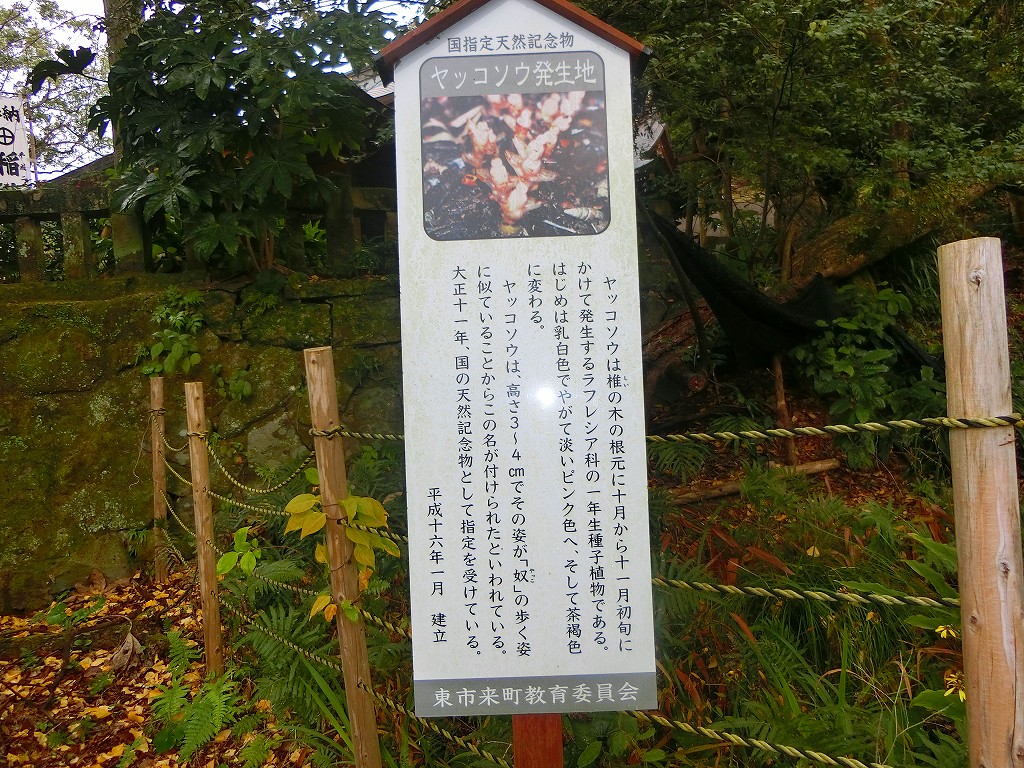 国指定天然記念物
ヤッコソウ発生地
ヤッコソウは椎の木の根元に十月から十一月初旬に
かけて発生するラフレシア科の一年生種子植物である。
はじめは乳白色でやがて淡いピンク色へ、そして茶褐色
に変わる。
ヤッコソウは、高さ3〜4㎝でその姿が「奴」の歩く姿
に似ていることからこの名が付けられたといわれている。
大正十一年、国の天然記念物として指定を受けている。
平成十六年一月 建立
東市来町教育委員会
納
稲